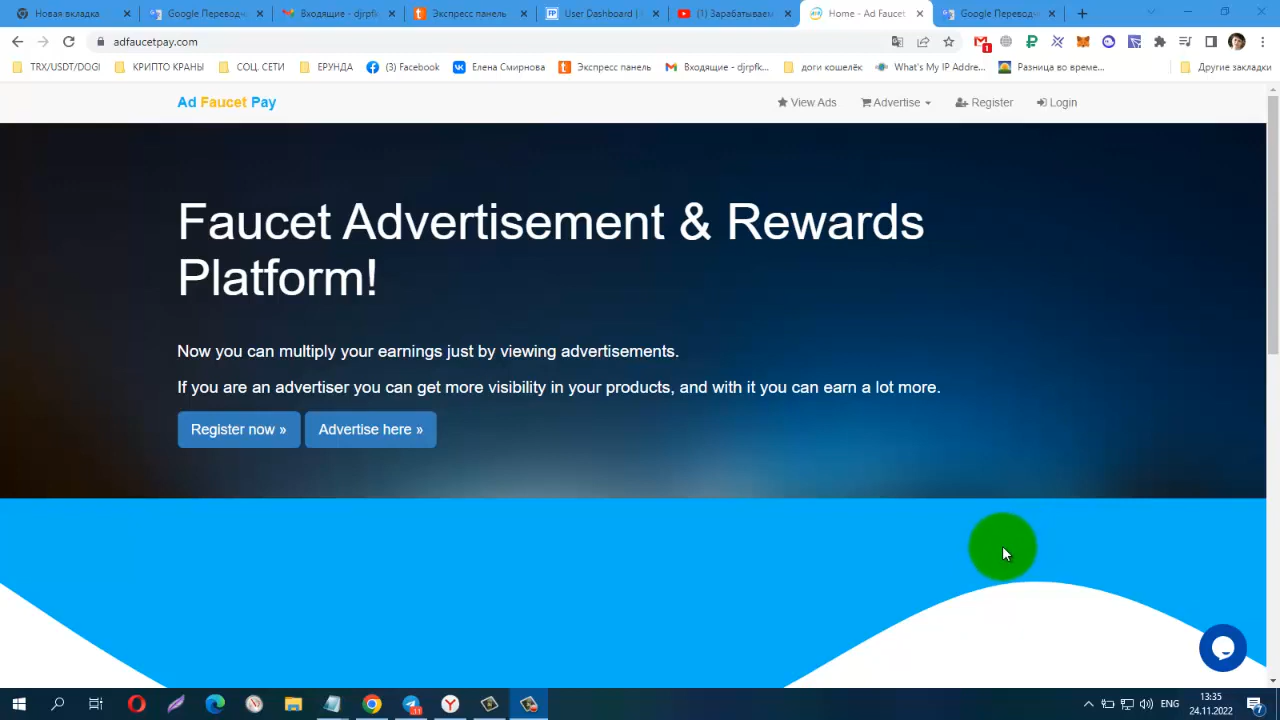 Новая вкладка
Google Переводч
Входящие - djrpf
Экспресс панель
User Dashboard |
(1) Зарабатываем
Home - Ad Faucet
Google Переводч
adfaucetpay.com
1
TRX/USDT/DOGI
КРИПТО КРАНЫ
СОЦ. СЕТИ
ЕРУНДА
(3) Facebook
Елена Смирнова
Экспресс панель
Входящие - djrpfk...
доги кошелёк
What's My IP Addre...
Разница во време...
Другие закладки
Ad Faucet Pay
View Ads
Advertise
Register
Login
Faucet Advertisement & Rewards
Platform!
Now you can multiply your earnings just by viewing advertisements.
If you are an advertiser you can get more visibility in your products, and with it you can earn a lot more.
Register now »
Advertise here »
ENG
13:35
24.11.2022